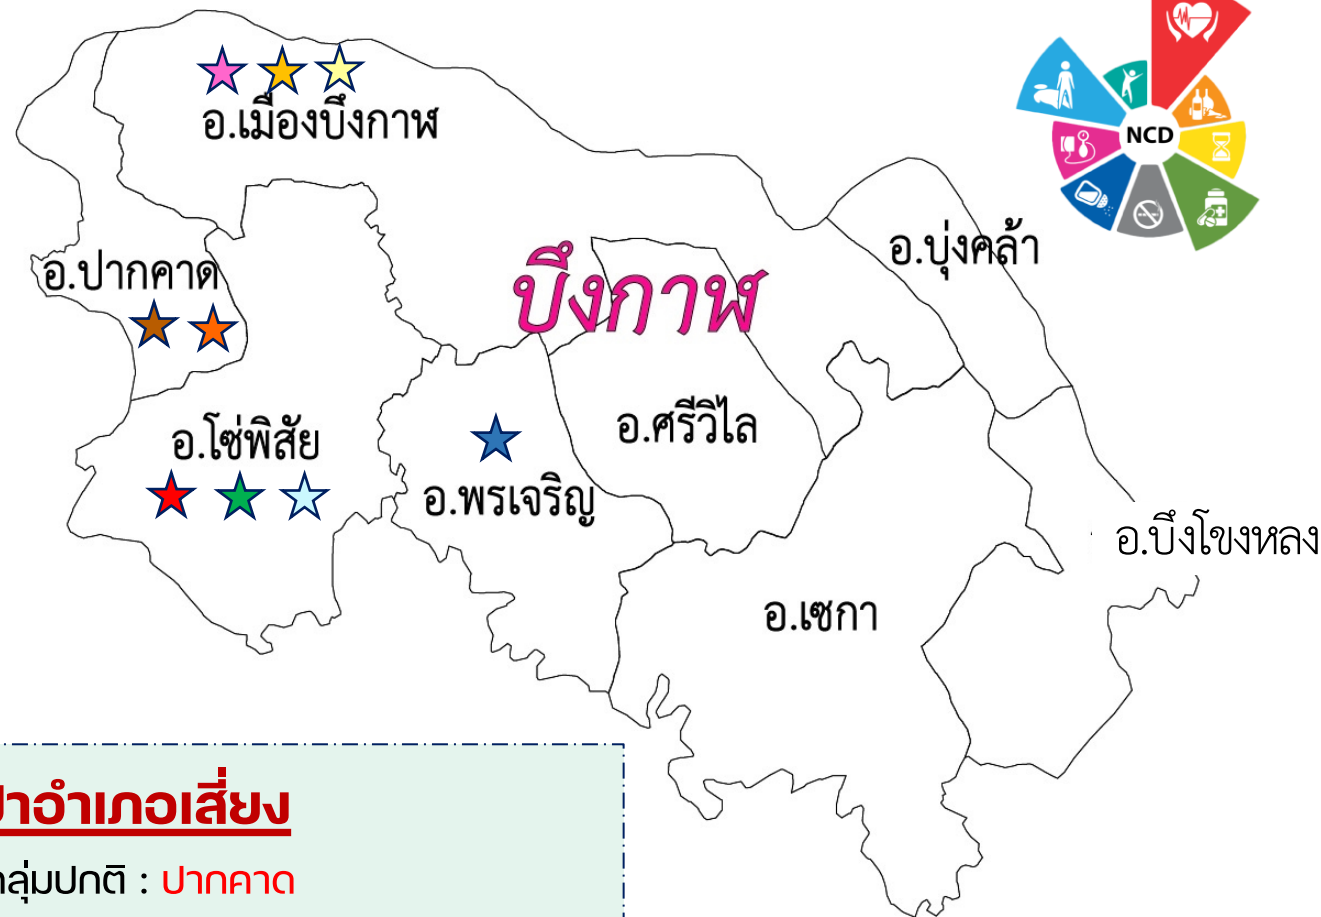 NCD
อ.เมืองบึงกาฬ
อ.บุ่งคล้า
อ.ปากคาด
บึงกาฬ
อ.ศรีวิไล
อ.โซ่พิสัย
อ.พรเจริญ
อ.บึงโขงหลง
อ.เซกา
อำเภอเสี่ยง
ลุ่มปกติ : ปากคาด